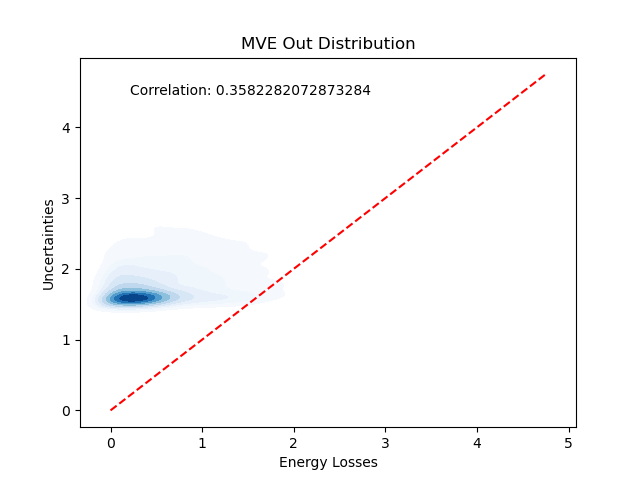 MVE Out Distribution
Correlation: 0.3582282072873284
Uncertainties
4
3
2
1
0
0 1 2 3 4 5
Energy Losses